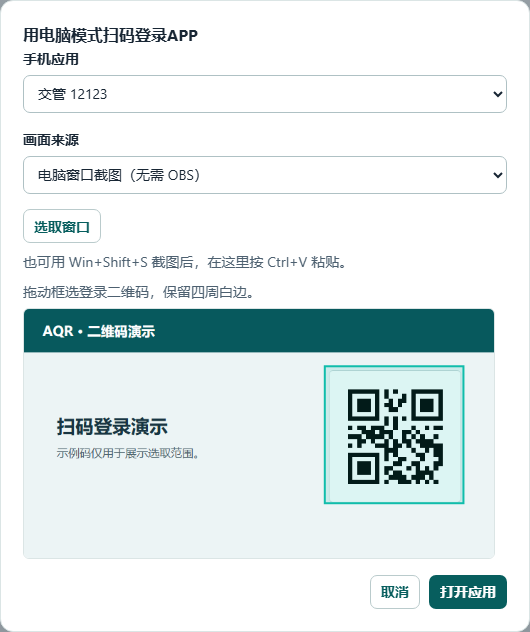 用电脑模式扫码登录APP
手机应用
交管 12123
画面来源
电脑窗口截图（无需 OBS）
选取窗口
也可用 Win+Shift+S 截图后，在这里按 Ctrl+V 粘贴。
拖动框选登录二维码，保留四周白边。
AQR • 二维码演示
扫码登录演示
示例码仅用于展示选取范围。
取消
打开应用